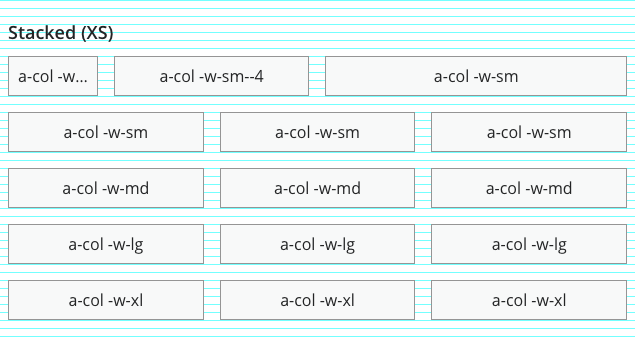 Stacked (XS)
a-col -w... a-col -w-sm--4 a-col -w-sm
a-col -w-sm a-col -w-sm a-col -w-sm
a-col -w-md a-col -w-md a-col -w-md
a-col -w-lg a-col -w-lg a-col -w-lg
a-col -w-xl a-col -w-xl a-col -w-xl